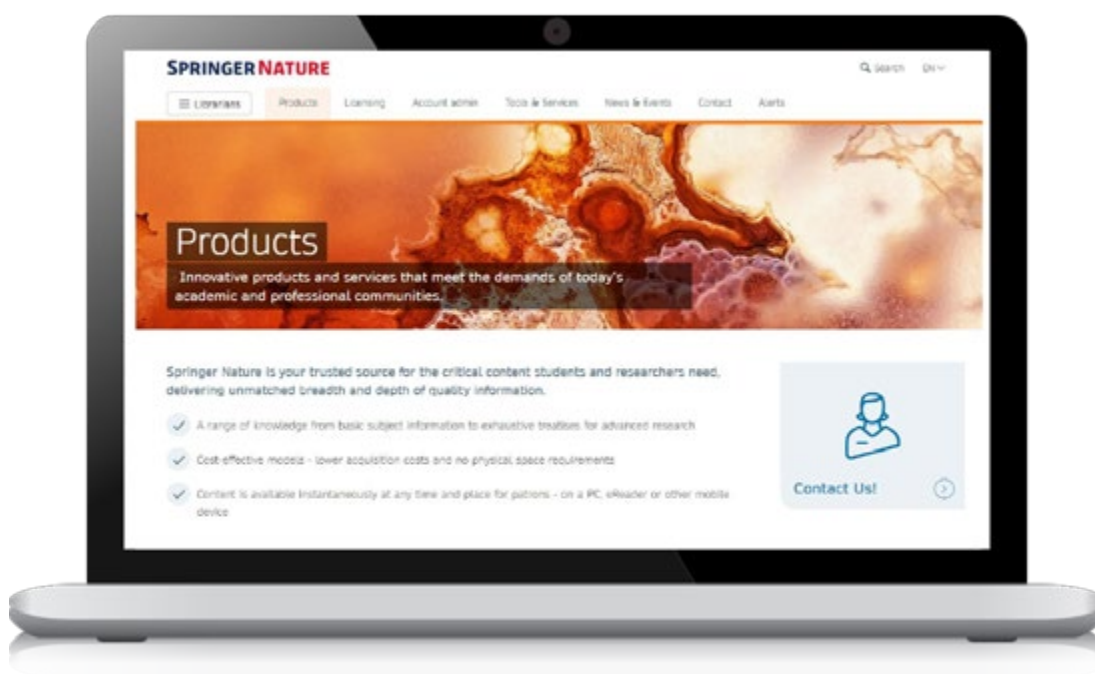 SPRINGER NATURE
Search EN
Librarians Products Licensing Account admin Tools & Services News & Events Contact Alerts
Products
Innovative products and services that meet the demands of today's
academic and professional communities.
Springer Nature is your trusted source for the critical content students and researchers need,
delivering unmatched breadth and depth of quality information.
A range of knowledge from basic subject information to exhaustive treatises for advanced research
Cost-effective models - lower acquisition costs and no physical space requirements
Content is available instantaneously at any time and place for patrons - on a PC, eReader or other mobile
device
Contact Us!